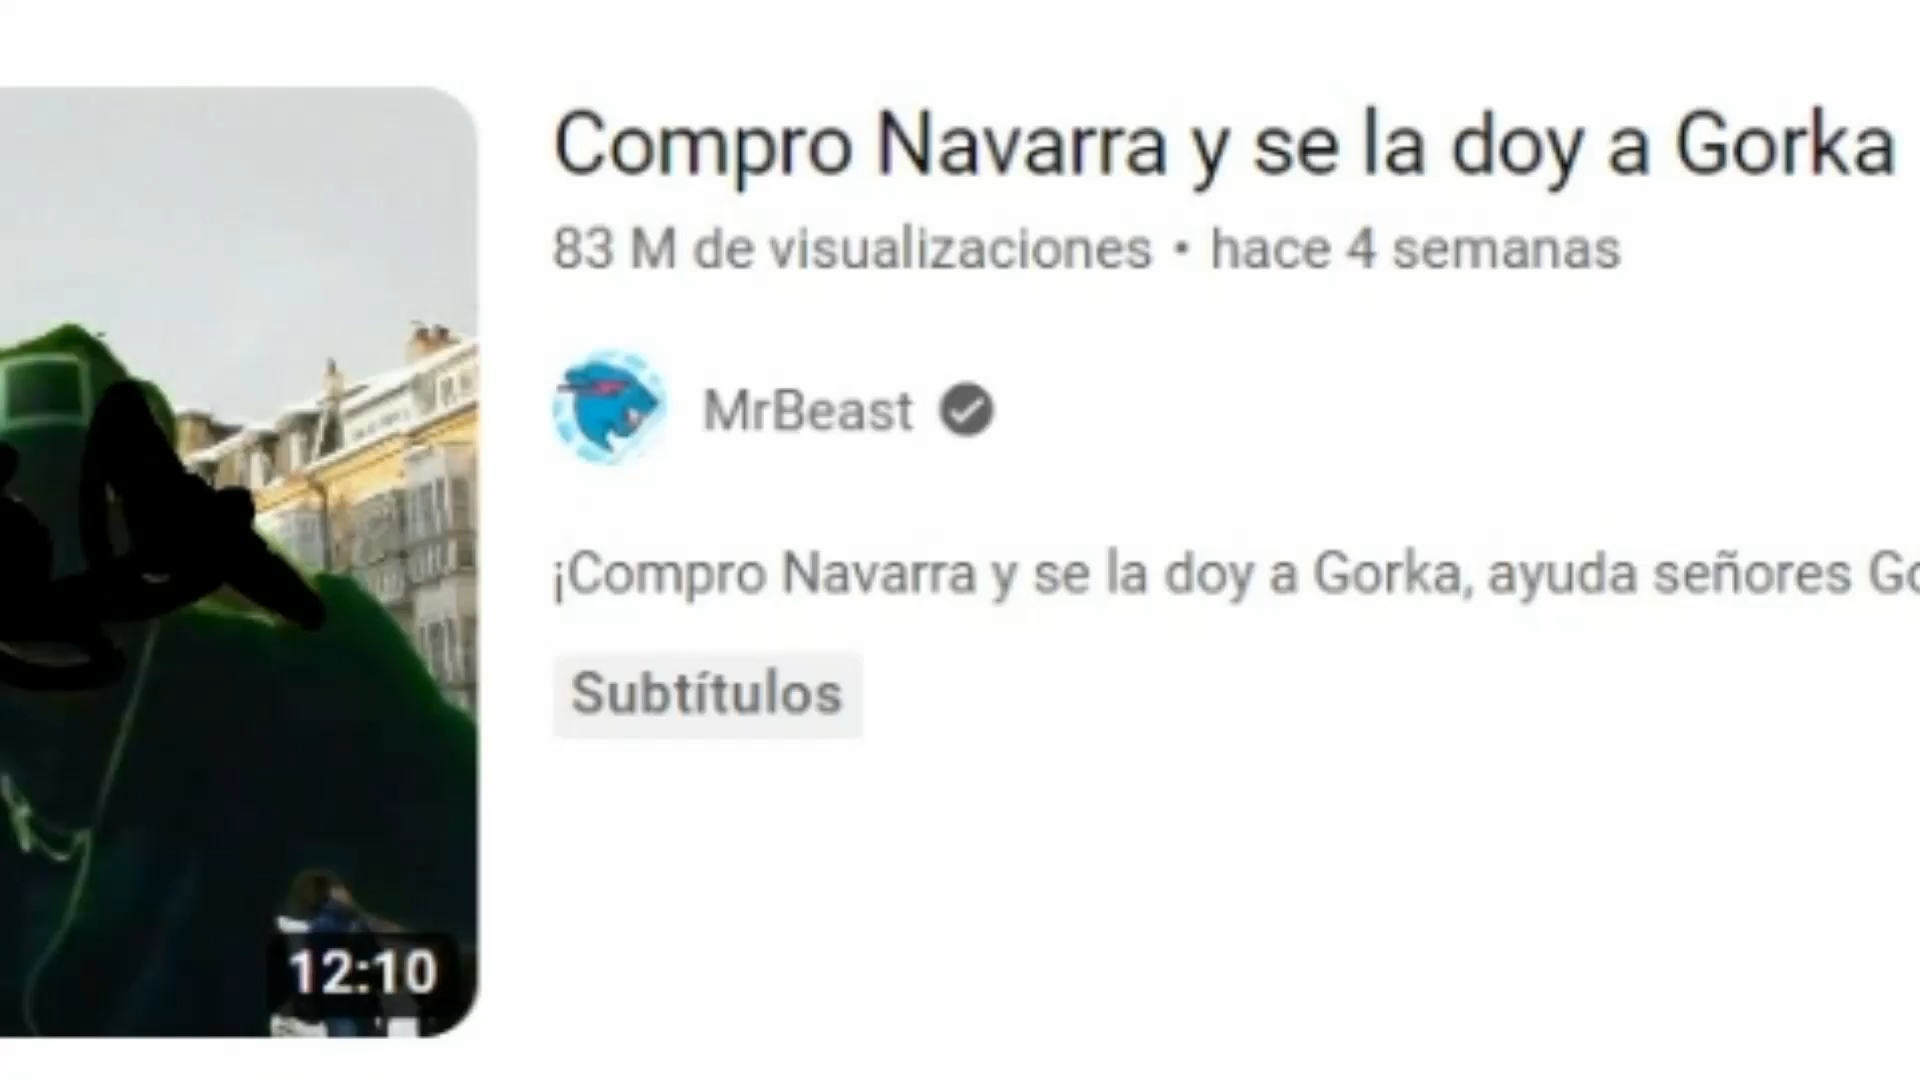 Compro Navarra y se la doy a Gorka
83 M de visualizaciones • hace 4 semanas
MrBeast
¡Compro Navarra y se la doy a Gorka, ayuda señores
Subtítulos
12:10